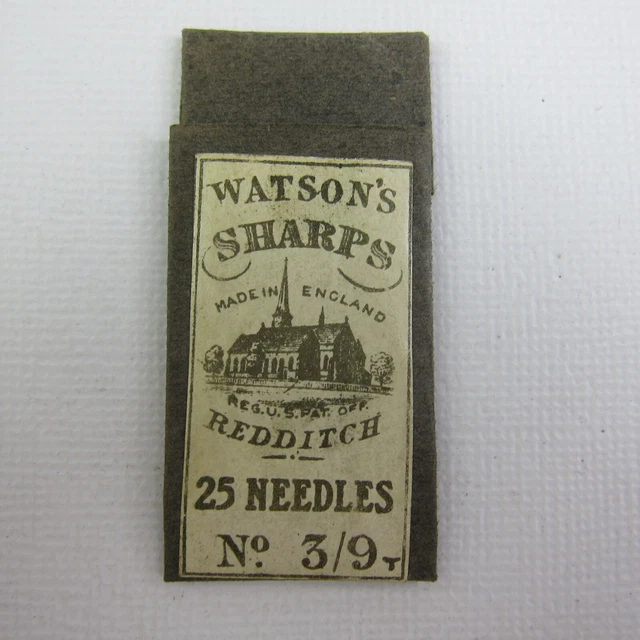 WATSON'S
SHARPS
MADE IN ENGLAND
REG. U.S. PAT. OFF.
REDDITCH
25 NEEDLES
No. 3/9 T